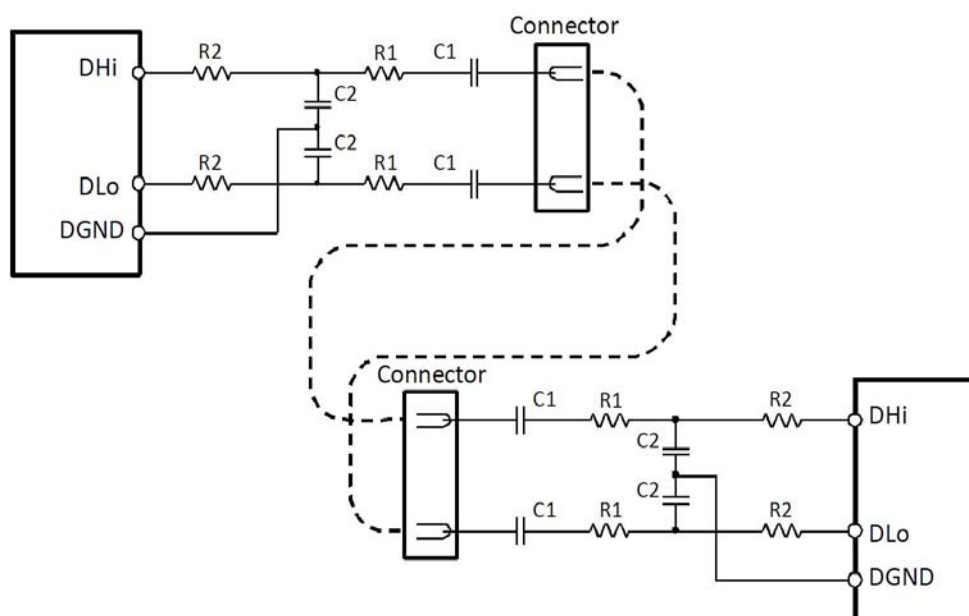 Connector
DHi
R2
R1
C1
C2
C2
R2
R1
C1
DLo
DGND
Connector
C1
R1
R2
DHi
C2
C2
C1
R1
R2
DLo
DGND